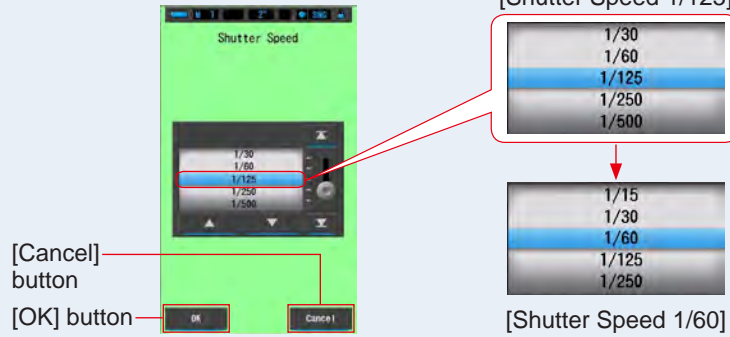 [Shutter Speed 1/125]
Shutter Speed
1/30
1/60
1/125
1/250
1/500
[Cancel]
button
[OK] button
OK
Cancel
1/30
1/60
1/125
1/250
1/500
1/15
1/30
1/60
1/125
1/250
[Shutter Speed 1/60]